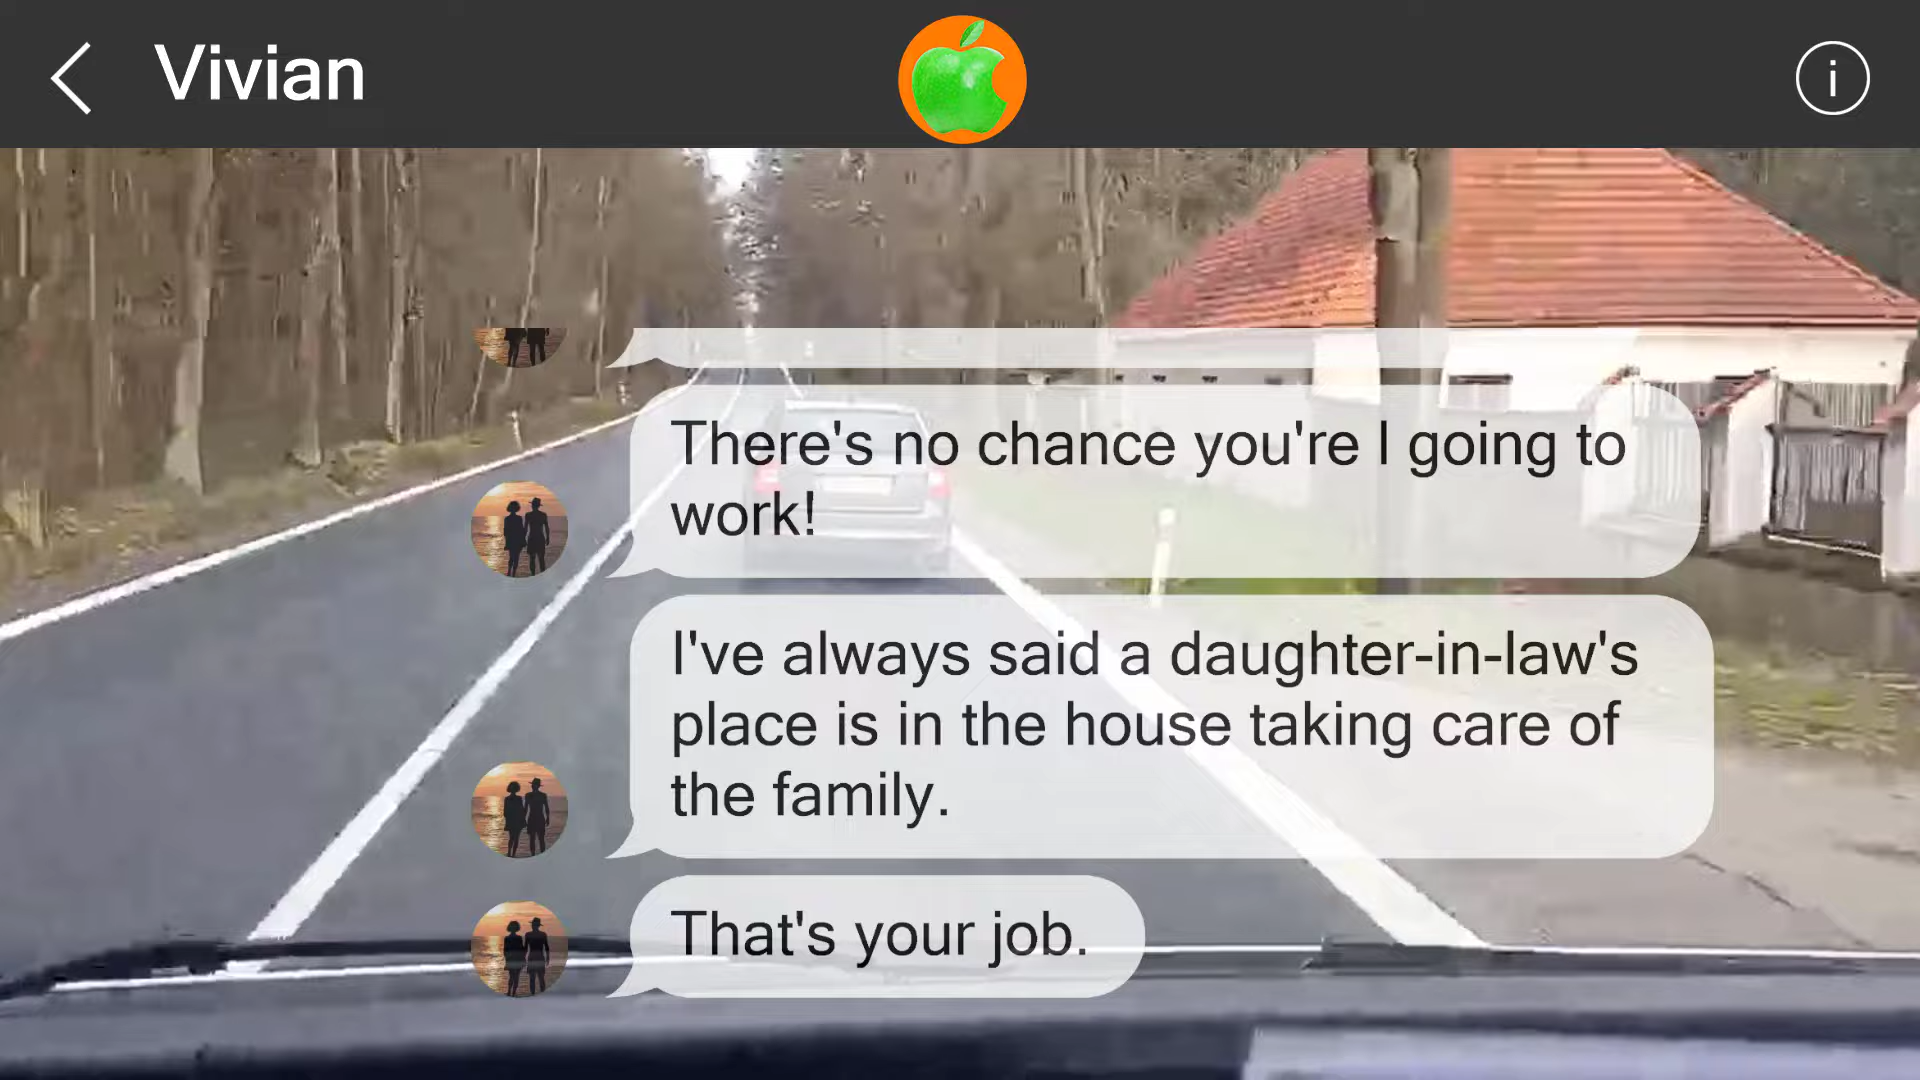 Vivian
There's no chance you're I going to
work!
I've always said a daughter-in-law's
place is in the house taking care of
the family.
That's your job.